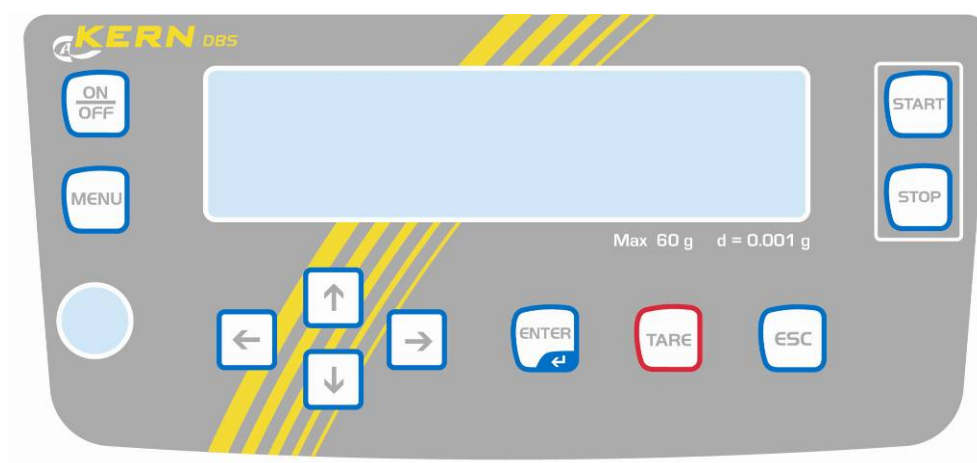 KERN DBS
ON
OFF
START
MENU
STOP
Max 60 g d = 0.001 g
ENTER
TARE
ESC